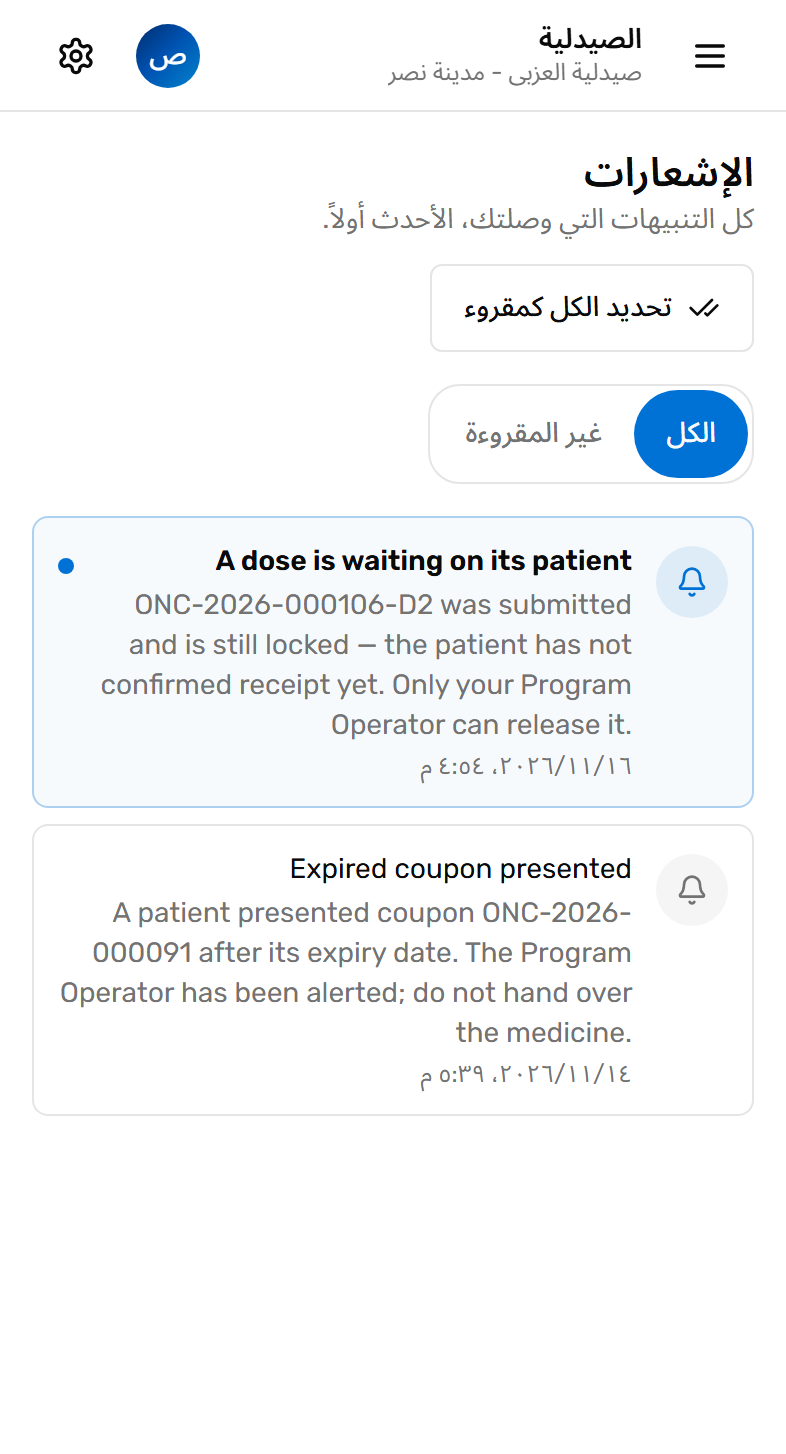 الصيدلية
صيدلية العزبى - مدينة نصر
ص
الإشعارات
كل التنبيهات التي وصلتك، الأحدث أولاً.
تحديد الكل كمقروء
الكل
غير المقروءة
A dose is waiting on its patient
ONC-2026-000106-D2 was submitted
and is still locked — the patient has not
confirmed receipt yet. Only your Program
Operator can release it.
٢٠٢٦/١١/١٦، ٤:٥٤ م
Expired coupon presented
A patient presented coupon ONC-2026-
000091 after its expiry date. The Program
Operator has been alerted; do not hand over
the medicine.
٢٠٢٦/١١/١٤، ٥:٣٩ م